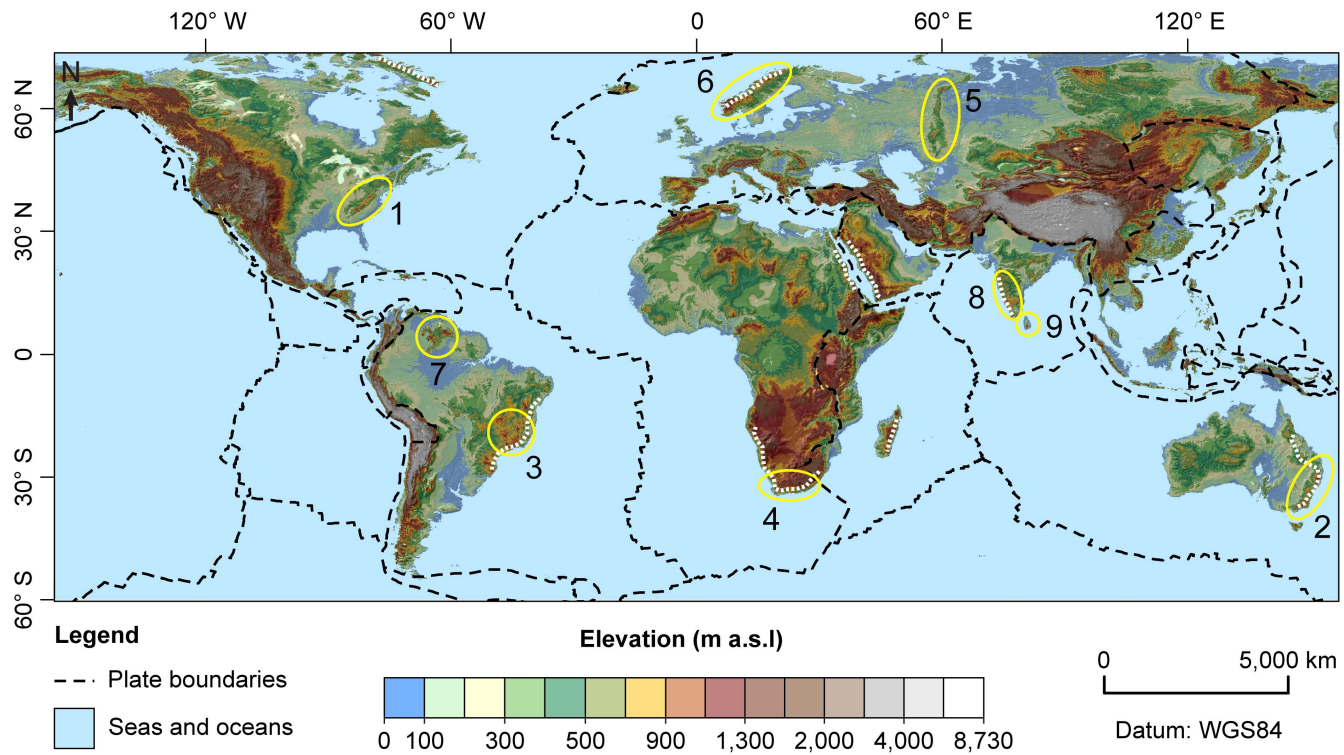 120° W 60° W 0 60° E 120° E
N
60° N
30° N
0
30° S
60° S
6
5
1
8
9
7
3
4
2
Legend
Plate boundaries
Seas and oceans
Elevation (m a.s.l)
0 100 300 500 900 1,300 2,000 4,000 8,730
0 5,000 km
Datum: WGS84